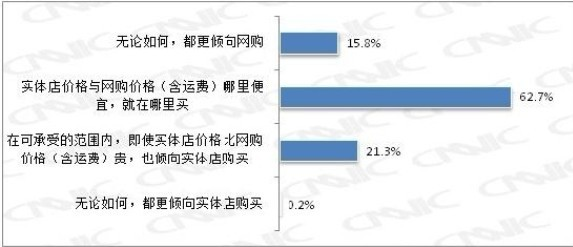 无论如何，都更倾向网购
15.8%
实体店价格与网购价格（含运费）哪里便
宜，就在哪里买
62.7%
在可承受的范围内，即使实体店价格比网购
价格（含运费）贵，也倾向实体店购买
21.3%
无论如何，都更倾向实体店购买
0.2%
CNNIC